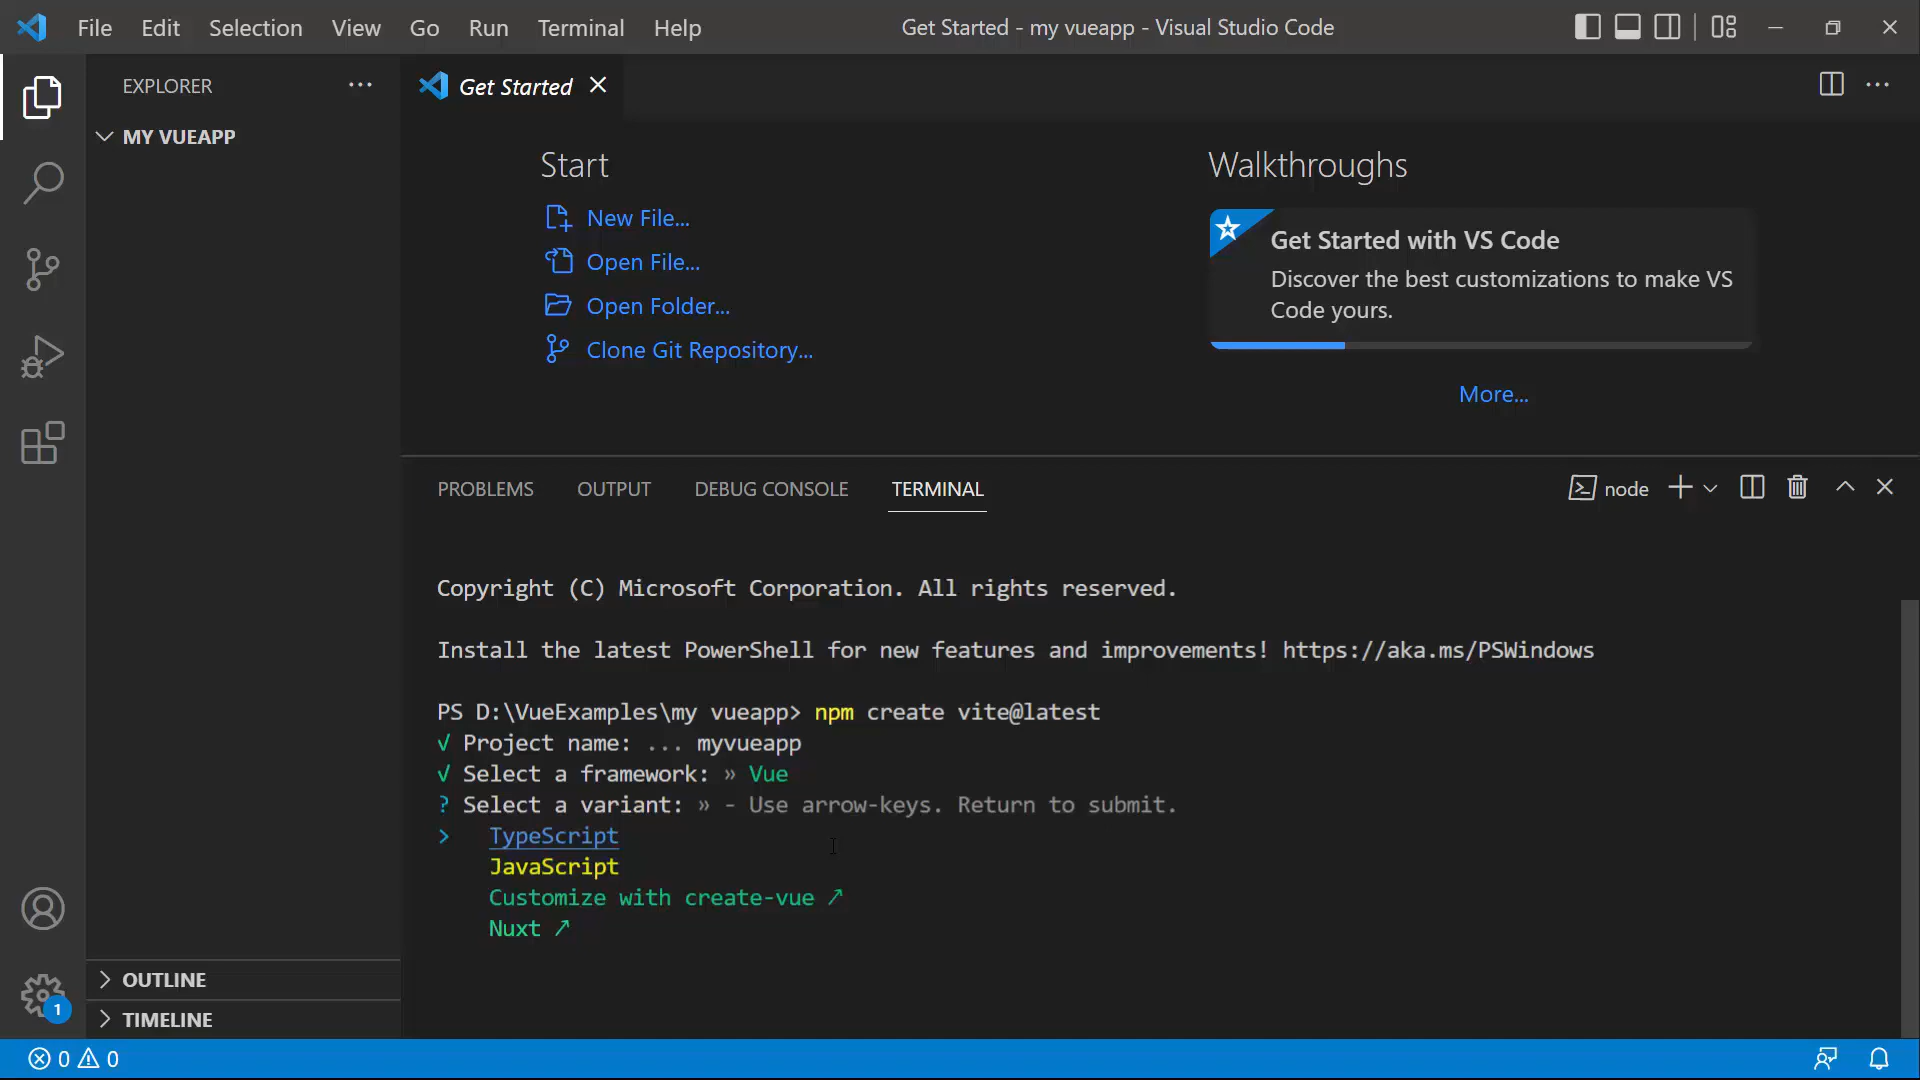 File Edit Selection View Go Run Terminal Help Get Started - my vueapp - Visual Studio Code
EXPLORER
MY VUEAPP
OUTLINE
TIMELINE
Get Started
Start
New File...
Open File...
Open Folder...
Clone Git Repository...
Walkthroughs
Get Started with VS Code
Discover the best customizations to make VS
Code yours.
More...
PROBLEMS OUTPUT DEBUG CONSOLE TERMINAL node
Copyright (C) Microsoft Corporation. All rights reserved.
Install the latest PowerShell for new features and improvements! https://aka.ms/PSWindows
PS D:\VueExamples\my vueapp> npm create vite@latest
√ Project name: ... myvueapp
√ Select a framework: » Vue
? Select a variant: » - Use arrow-keys. Return to submit.
> TypeScript
JavaScript
Customize with create-vue ↗
Nuxt ↗
1
0 0